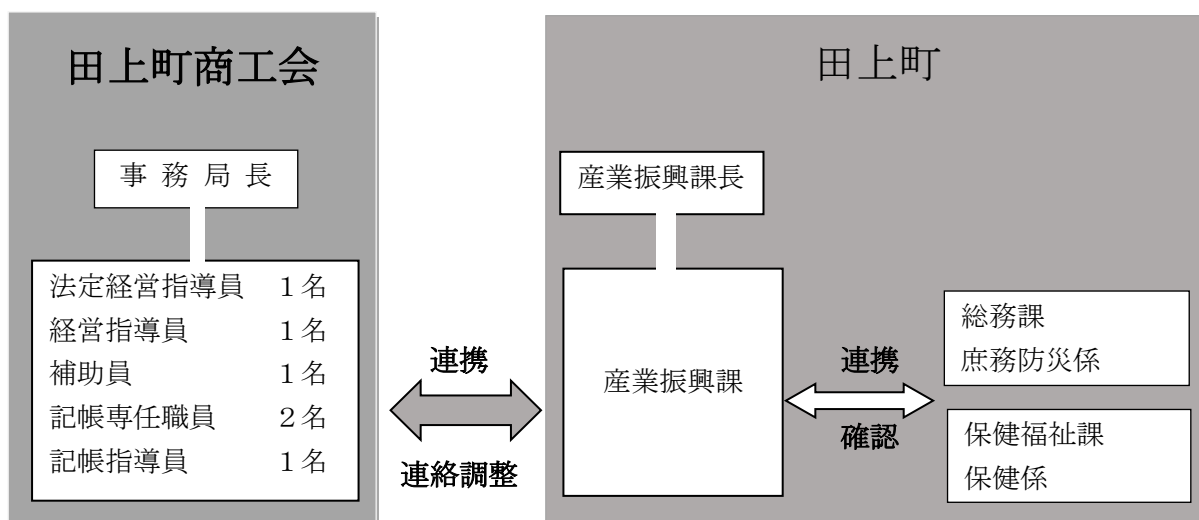 田上町商工会
事 務 局 長
法定経営指導員 1名
経営指導員 1名
補助員 1名
記帳専任職員 2名
記帳指導員 1名
連携
連絡調整
田上町
産業振興課長
産業振興課
連携
確認
総務課
庶務防災係
保健福祉課
保健係